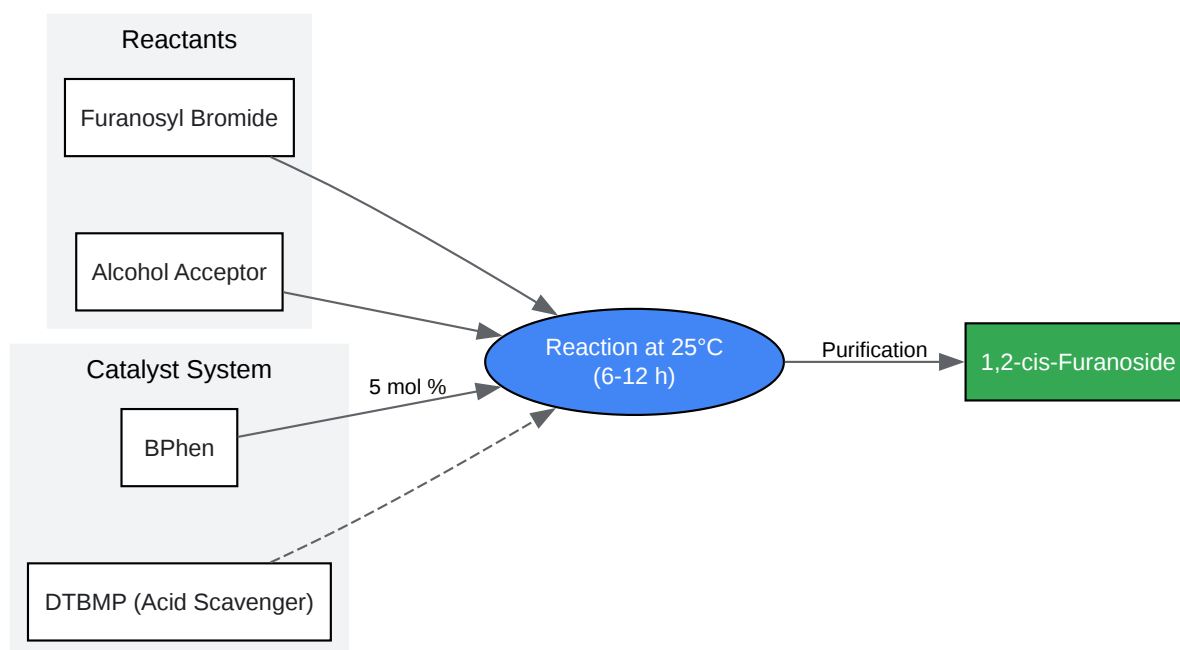 Reactants
Furanosyl Bromide
Alcohol Acceptor
Catalyst System
BPhen
DTBMP (Acid Scavenger)
5 mol %
Reaction at 25°C
(6-12 h)
Purification
1,2-cis-Furanoside